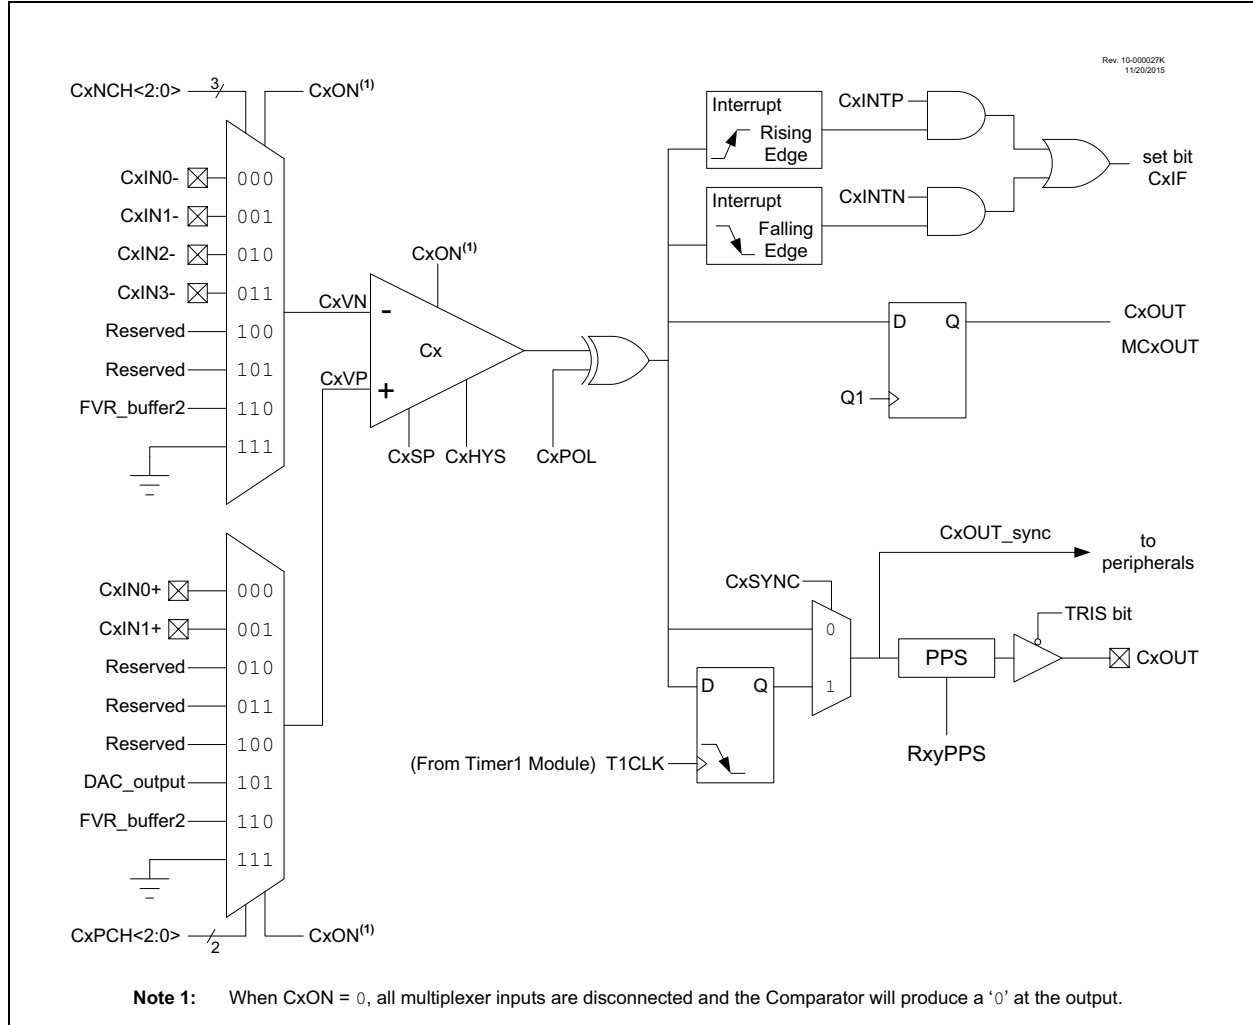 Rev. 10-000027K
11/20/2015
CxNCH<2:0>
3
CxON(1)
CxIN0-
000
CxIN1-
001
CxIN2-
010
CxIN3-
011
Reserved
100
Reserved
101
FVR_buffer2
110
111
CxVN
CxVP
CxON(1)
-
Cx
+
CxSP
CxHYS
CxPOL
Interrupt
Rising
Edge
CxINTP
Interrupt
Falling
Edge
CxINTN
set bit
CxIF
D
Q
Q1
CxOUT
MCxOUT
CxIN0+
000
CxIN1+
001
Reserved
010
Reserved
011
Reserved
100
DAC_output
101
FVR_buffer2
110
111
CxPCH<2:0>
2
CxON(1)
CxOUT_sync
to
peripherals
CxSYNC
0
1
TRIS bit
PPS
CxOUT
RxyPPS
D
Q
(From Timer1 Module) T1CLK
Note 1: When CxON = 0, all multiplexer inputs are disconnected and the Comparator will produce a ‘0’ at the output.